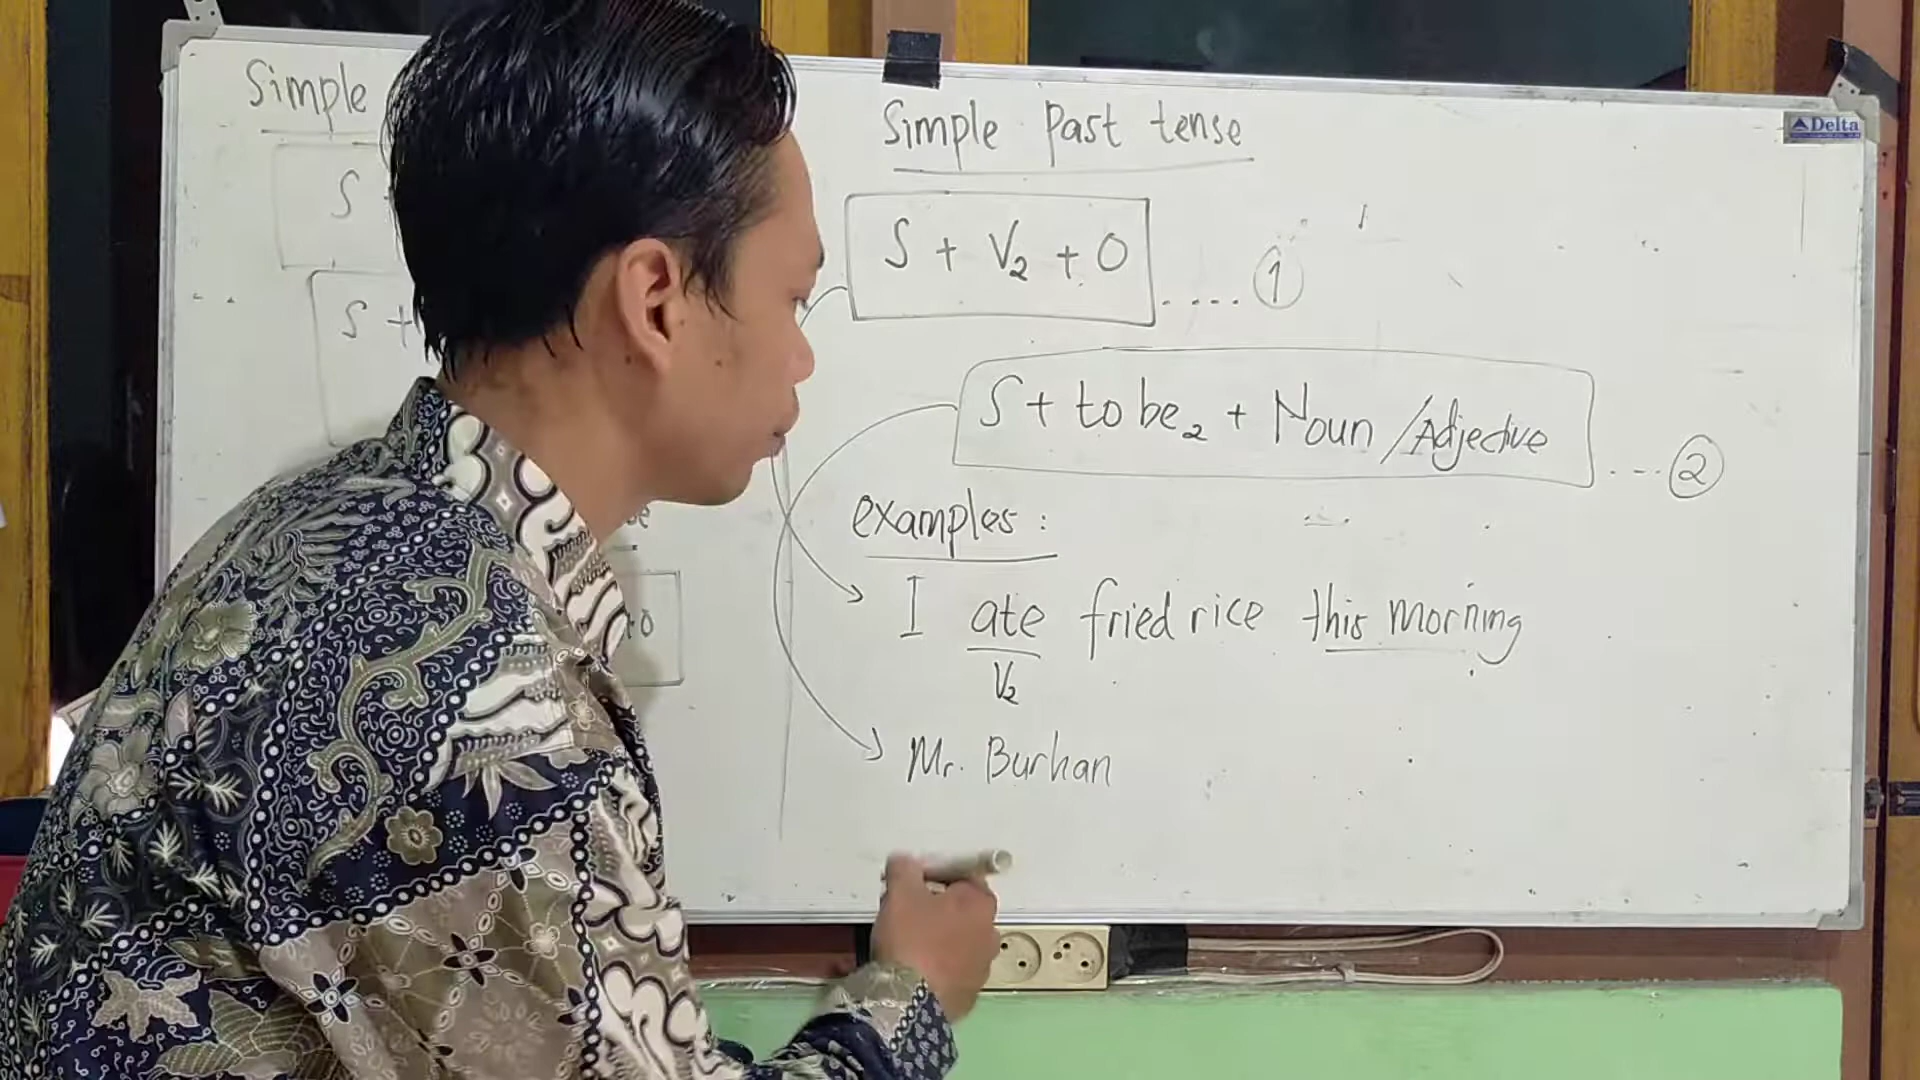 Simple
S
S +
Simple Past tense
S + V2 + O
.... 1
S + to be2 + Noun / Adjective
... 2
examples :
I ate fried rice this morning
V2
Mr. Burhan
Delta